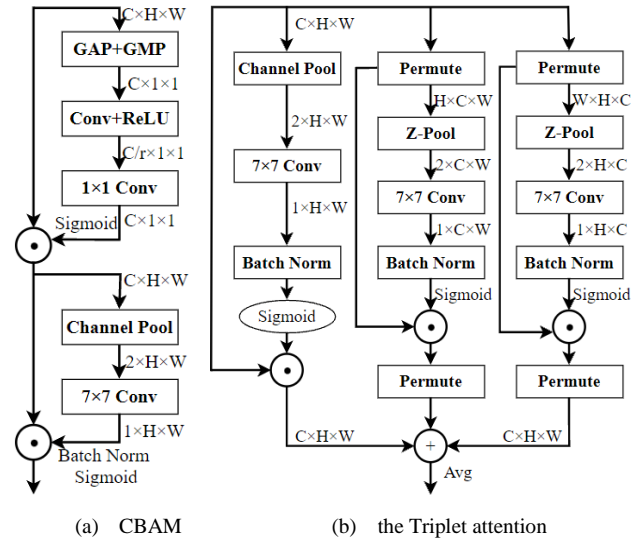 C×H×W
GAP+GMP
C×1×1
Conv+ReLU
C/r×1×1
1×1 Conv
Sigmoid
C×1×1
C×H×W
Channel Pool
2×H×W
7×7 Conv
1×H×W
Batch Norm
Sigmoid
(a) CBAM
C×H×W
Channel Pool
2×H×W
7×7 Conv
1×H×W
Batch Norm
Sigmoid
C×H×W
Permute
H×C×W
Z-Pool
2×C×W
7×7 Conv
1×C×W
Batch Norm
Sigmoid
Permute
+
Avg
Permute
W×H×C
Z-Pool
2×H×C
7×7 Conv
1×H×C
Batch Norm
Sigmoid
Permute
C×H×W
(b) the Triplet attention